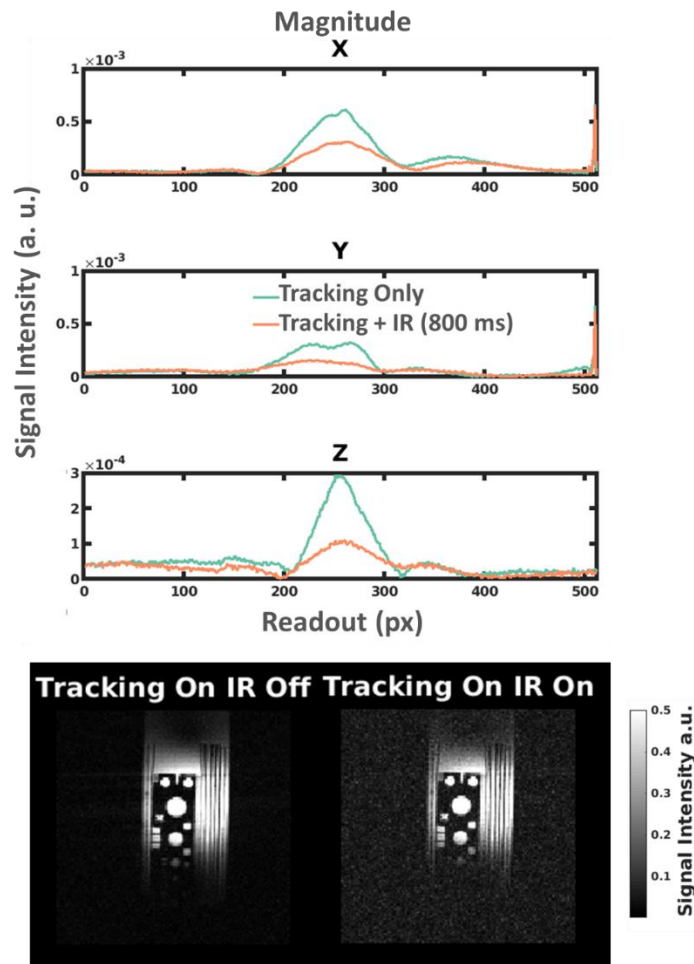 Magnitude
X
×10⁻³
1
0.5
0
0 100 200 300 400 500
Signal Intensity (a. u.)
Y
×10⁻³
1
0.5
0
Tracking Only
Tracking + IR (800 ms)
0 100 200 300 400 500
Z
×10⁻⁴
3
2
1
0
0 100 200 300 400 500
Readout (px)
Tracking On IR Off Tracking On IR On
0.5
0.4
0.3
0.2
0.1
Signal Intensity a.u.